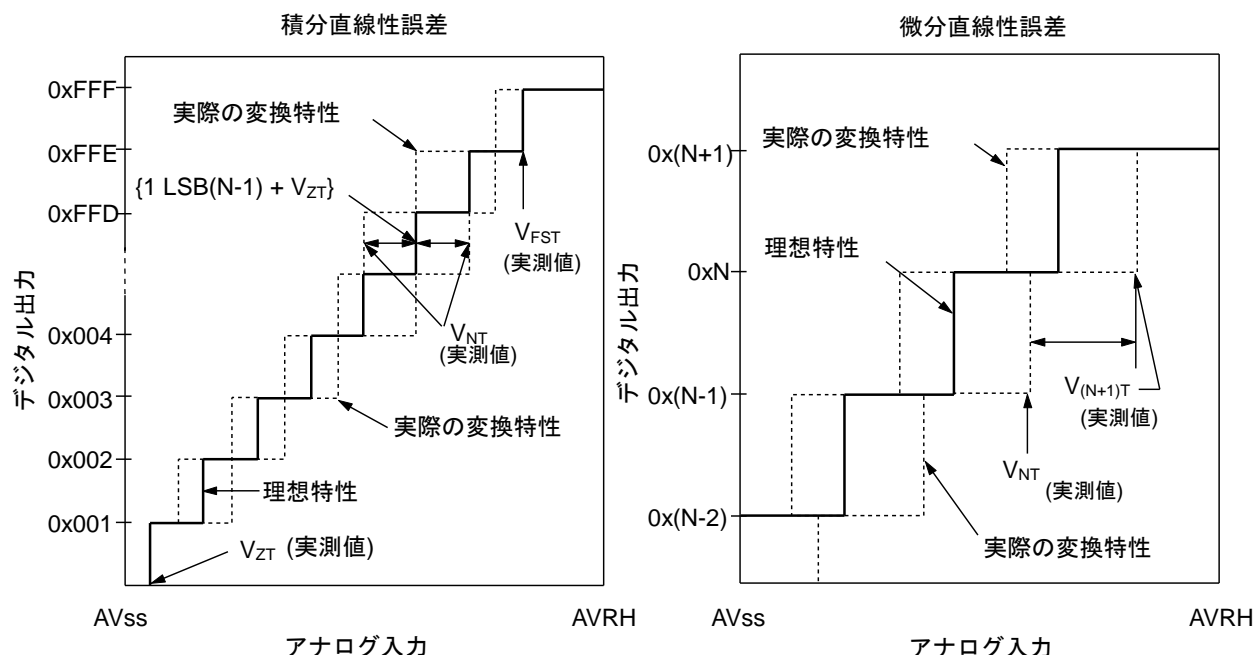 積分直線性誤差
0xFFF
実際の変換特性
0xFFE
{1 LSB(N-1) + VZT}
0xFFD
VFST
(実測値)
デジタル出力
0x004
VNT
(実測値)
0x003
実際の変換特性
0x002
理想特性
0x001
VZT (実測値)
AVss
AVRH
アナログ入力
微分直線性誤差
実際の変換特性
0x(N+1)
理想特性
0xN
デジタル出力
V(N+1)T
(実測値)
0x(N-1)
VNT (実測値)
0x(N-2)
実際の変換特性
AVss
AVRH
アナログ入力